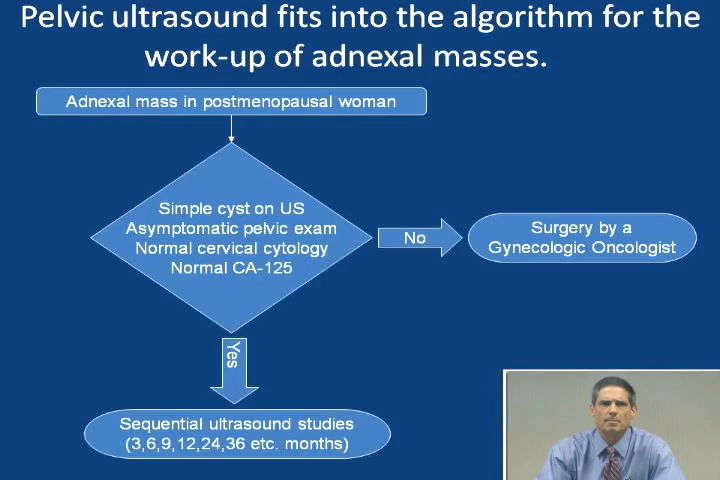 Pelvic ultrasound fits into the algorithm for the
work-up of adnexal masses.
Adnexal mass in postmenopausal woman
Simple cyst on US
Asymptomatic pelvic exam
Normal cervical cytology
Normal CA-125
No
Surgery by a
Gynecologic Oncologist
Yes
Sequential ultrasound studies
(3,6,9,12,24,36 etc. months)